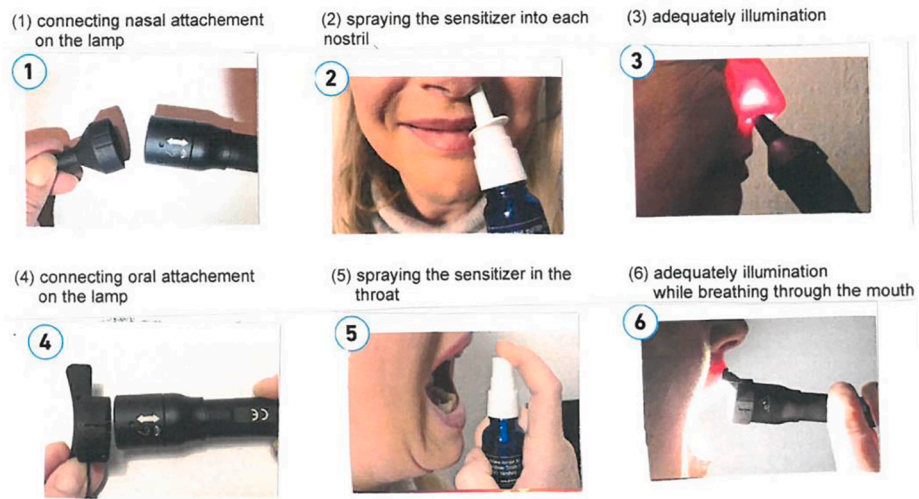 (1) connecting nasal attachement
on the lamp
(2) spraying the sensitizer into each
nostril
(3) adequately illumination
1
2
3
(4) connecting oral attachement
on the lamp
(5) spraying the sensitizer in the
throat
(6) adequately illumination
while breathing through the mouth
4
5
6
CE